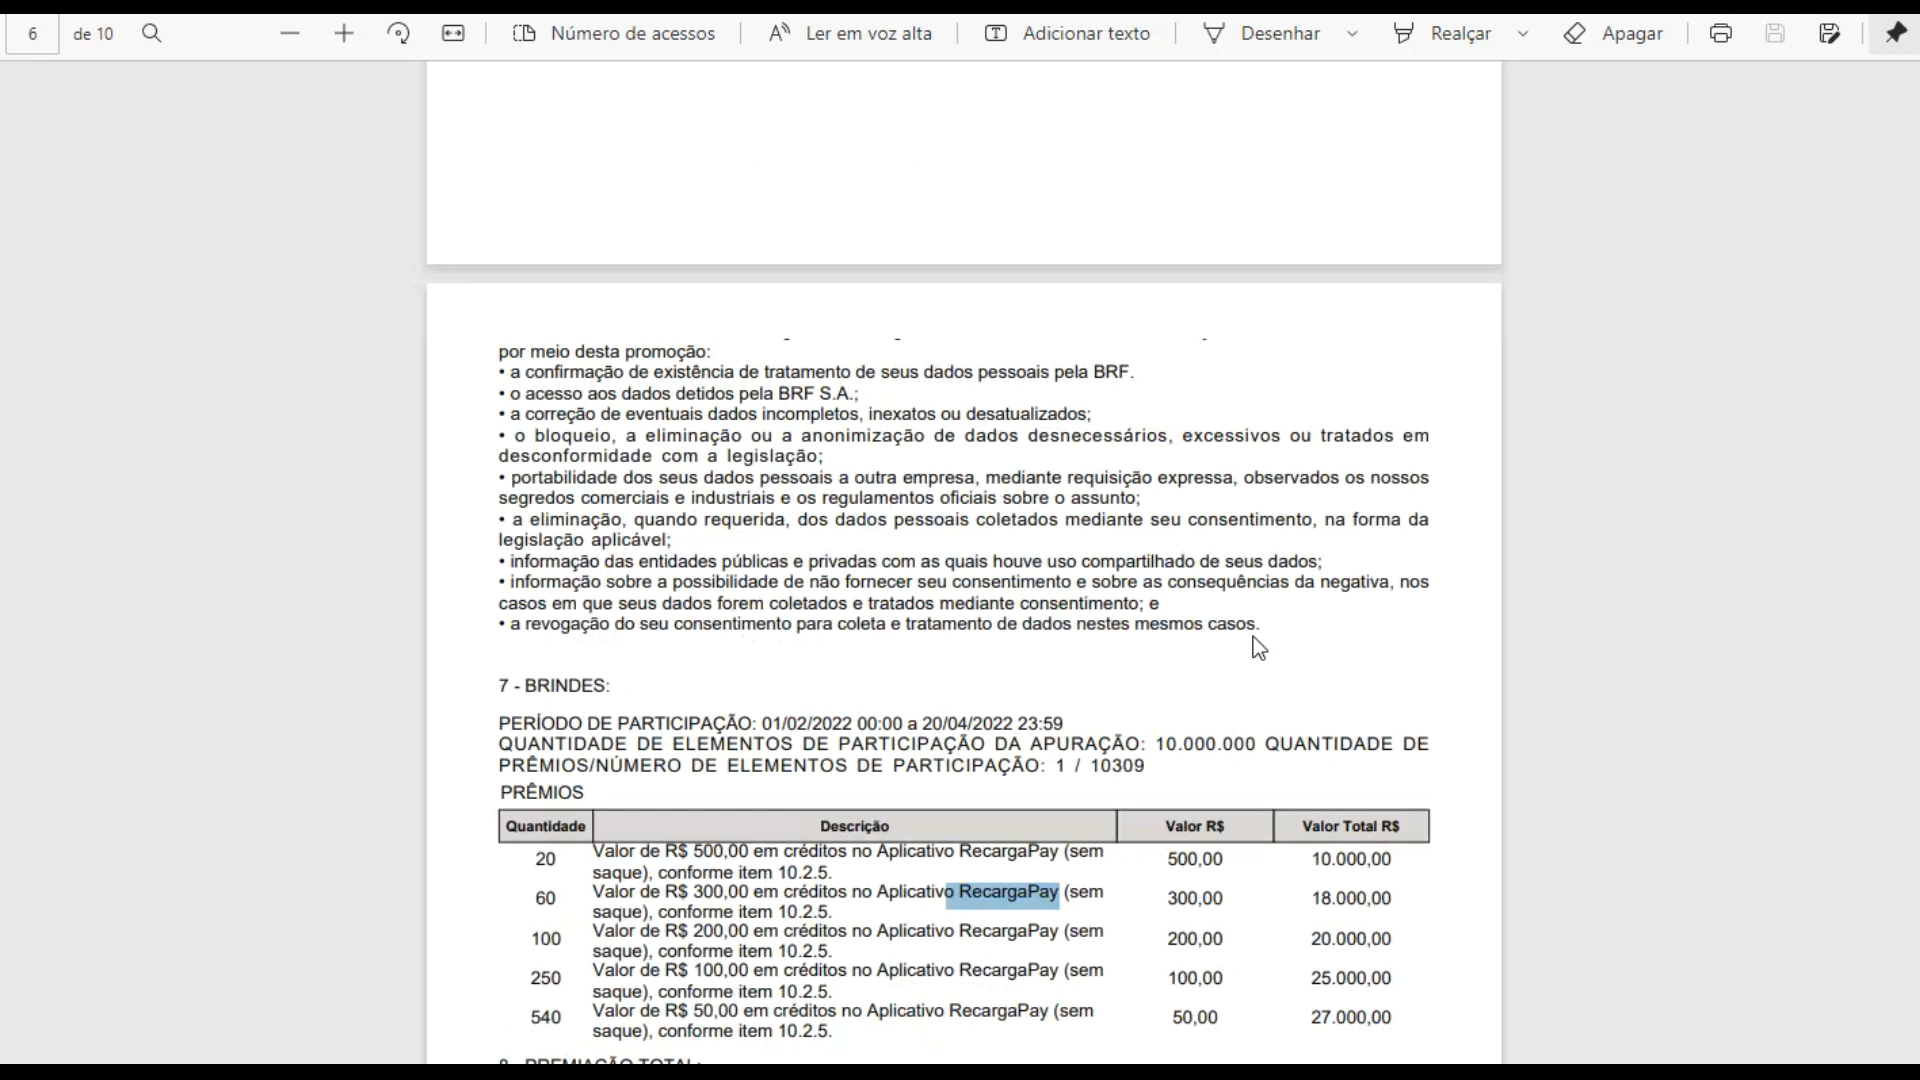 6 de 10 Número de acessos Ler em voz alta Adicionar texto Desenhar Realçar Apagar
por meio desta promoção:
• a confirmação de existência de tratamento de seus dados pessoais pela BRF.
• o acesso aos dados detidos pela BRF S.A.;
• a correção de eventuais dados incompletos, inexatos ou desatualizados;
• o bloqueio, a eliminação ou a anonimização de dados desnecessários, excessivos ou tratados em
desconformidade com a legislação;
• portabilidade dos seus dados pessoais a outra empresa, mediante requisição expressa, observados os nossos
segredos comerciais e industriais e os regulamentos oficiais sobre o assunto;
• a eliminação, quando requerida, dos dados pessoais coletados mediante seu consentimento, na forma da
legislação aplicável;
• informação das entidades públicas e privadas com as quais houve uso compartilhado de seus dados;
• informação sobre a possibilidade de não fornecer seu consentimento e sobre as consequências da negativa, nos
casos em que seus dados forem coletados e tratados mediante consentimento; e
• a revogação do seu consentimento para coleta e tratamento de dados nestes mesmos casos.
7 - BRINDES:
PERÍODO DE PARTICIPAÇÃO: 01/02/2022 00:00 a 20/04/2022 23:59
QUANTIDADE DE ELEMENTOS DE PARTICIPAÇÃO DA APURAÇÃO: 10.000.000 QUANTIDADE DE
PRÊMIOS/NÚMERO DE ELEMENTOS DE PARTICIPAÇÃO: 1 / 10309
PRÊMIOS
Quantidade Descrição Valor R$ Valor Total R$
20 Valor de R$ 500,00 em créditos no Aplicativo RecargaPay (sem
saque), conforme item 10.2.5. 500,00 10.000,00
60 Valor de R$ 300,00 em créditos no Aplicativo RecargaPay (sem
saque), conforme item 10.2.5. 300,00 18.000,00
100 Valor de R$ 200,00 em créditos no Aplicativo RecargaPay (sem
saque), conforme item 10.2.5. 200,00 20.000,00
250 Valor de R$ 100,00 em créditos no Aplicativo RecargaPay (sem
saque), conforme item 10.2.5. 100,00 25.000,00
540 Valor de R$ 50,00 em créditos no Aplicativo RecargaPay (sem
saque), conforme item 10.2.5. 50,00 27.000,00
8 - PREMIAÇÃO TOTAL: